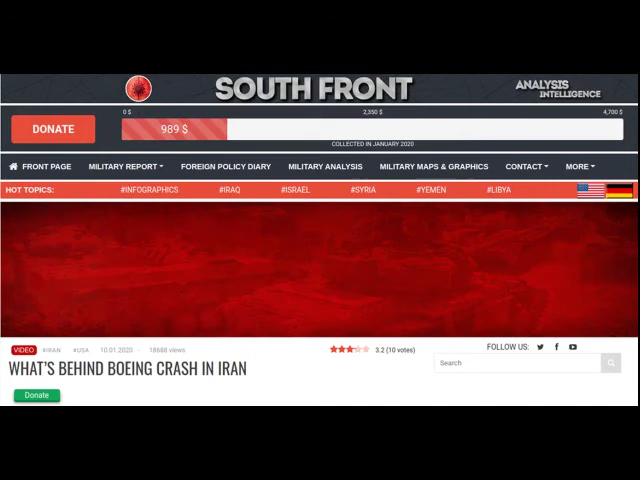 SOUTH FRONT
ANALYSIS
INTELLIGENCE
0 $ 2,350 $ 4,700 $
DONATE
989 $
COLLECTED IN JANUARY 2020
FRONT PAGE MILITARY REPORT FOREIGN POLICY DIARY MILITARY ANALYSIS MILITARY MAPS & GRAPHICS CONTACT MORE
HOT TOPICS: #INFOGRAPHICS #IRAQ #ISRAEL #SYRIA #YEMEN #LIBYA
VIDEO #IRAN #USA 10.01.2020 - 18688 views 3.2 (10 votes) FOLLOW US:
WHAT'S BEHIND BOEING CRASH IN IRAN
Search
Donate